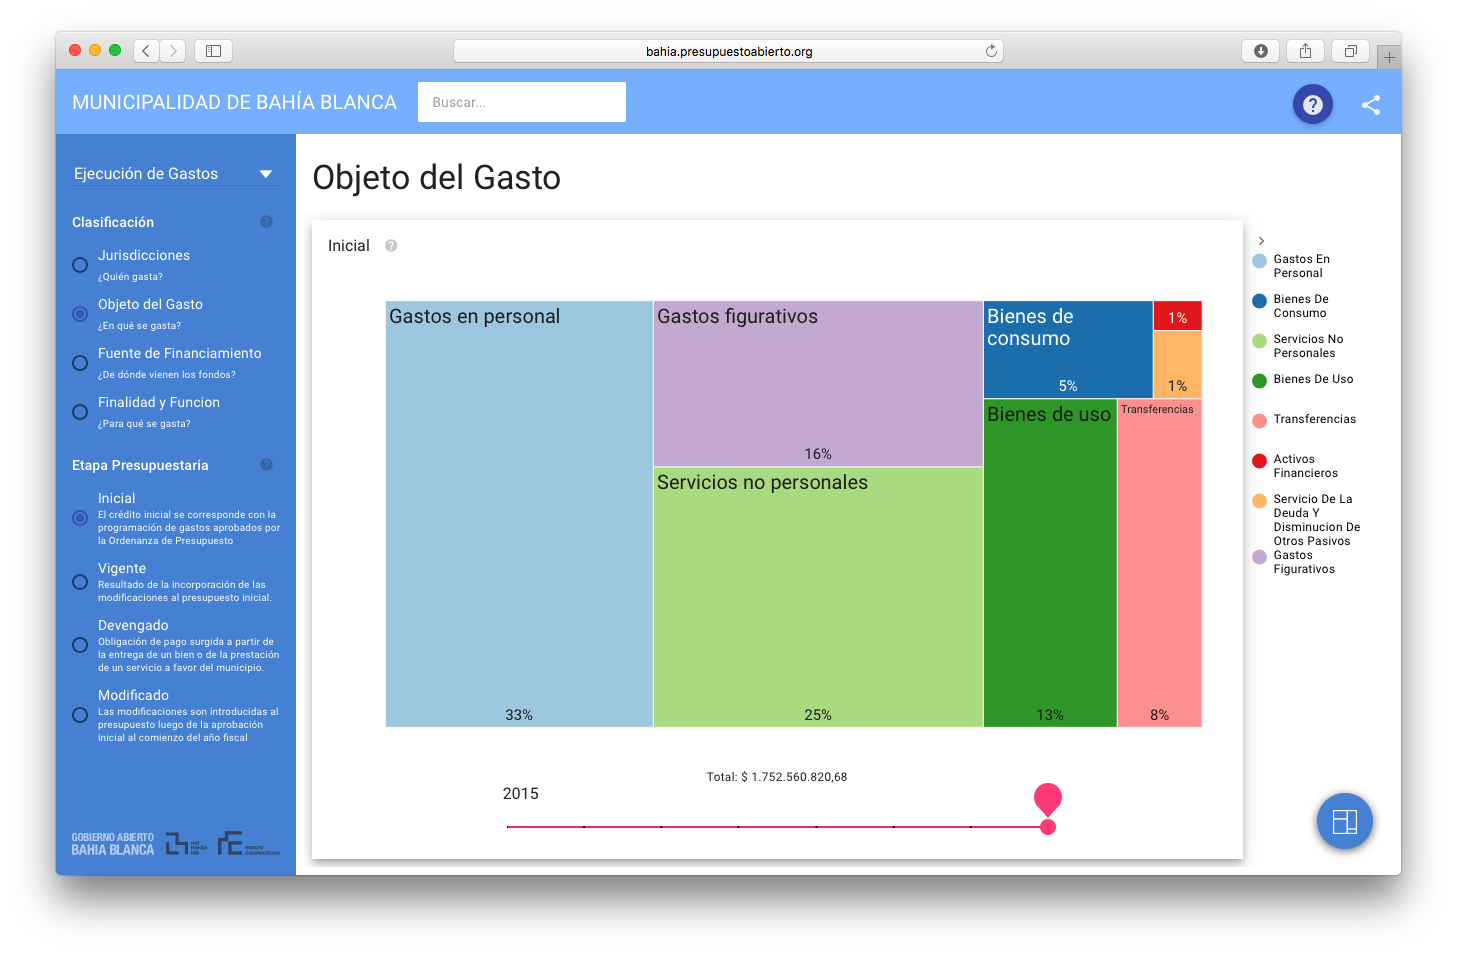 bahia.presupuestoabierto.org
MUNICIPALIDAD DE BAHÍA BLANCA
Buscar...
Ejecución de Gastos
Clasificación
Jurisdicciones
¿Quién gasta?
Objeto del Gasto
¿En qué se gasta?
Fuente de Financiamiento
¿De dónde vienen los fondos?
Finalidad y Funcion
¿Para qué se gasta?
Etapa Presupuestaria
Inicial
El crédito inicial se corresponde con la
programación de gastos aprobados por
la Ordenanza de Presupuesto
Vigente
Resultado de la incorporación de las
modificaciones al presupuesto inicial.
Devengado
Obligación de pago surgida a partir de
la entrega de un bien o de la prestación
de un servicio a favor del municipio.
Modificado
Las modificaciones son introducidas al
presupuesto luego de la aprobación
inicial al comienzo del año fiscal
GOBIERNO ABIERTO
BAHIA BLANCA
mit
media
lab
macro
connections
Objeto del Gasto
Inicial
Gastos en personal
33%
Gastos figurativos
16%
Servicios no personales
25%
Bienes de
consumo
5%
1%
1%
Bienes de uso
13%
Transferencias
8%
Total: $ 1.752.560.820,68
2015
Gastos En
Personal
Bienes De
Consumo
Servicios No
Personales
Bienes De Uso
Transferencias
Activos
Financieros
Servicio De La
Deuda Y
Disminucion De
Otros Pasivos
Gastos
Figurativos